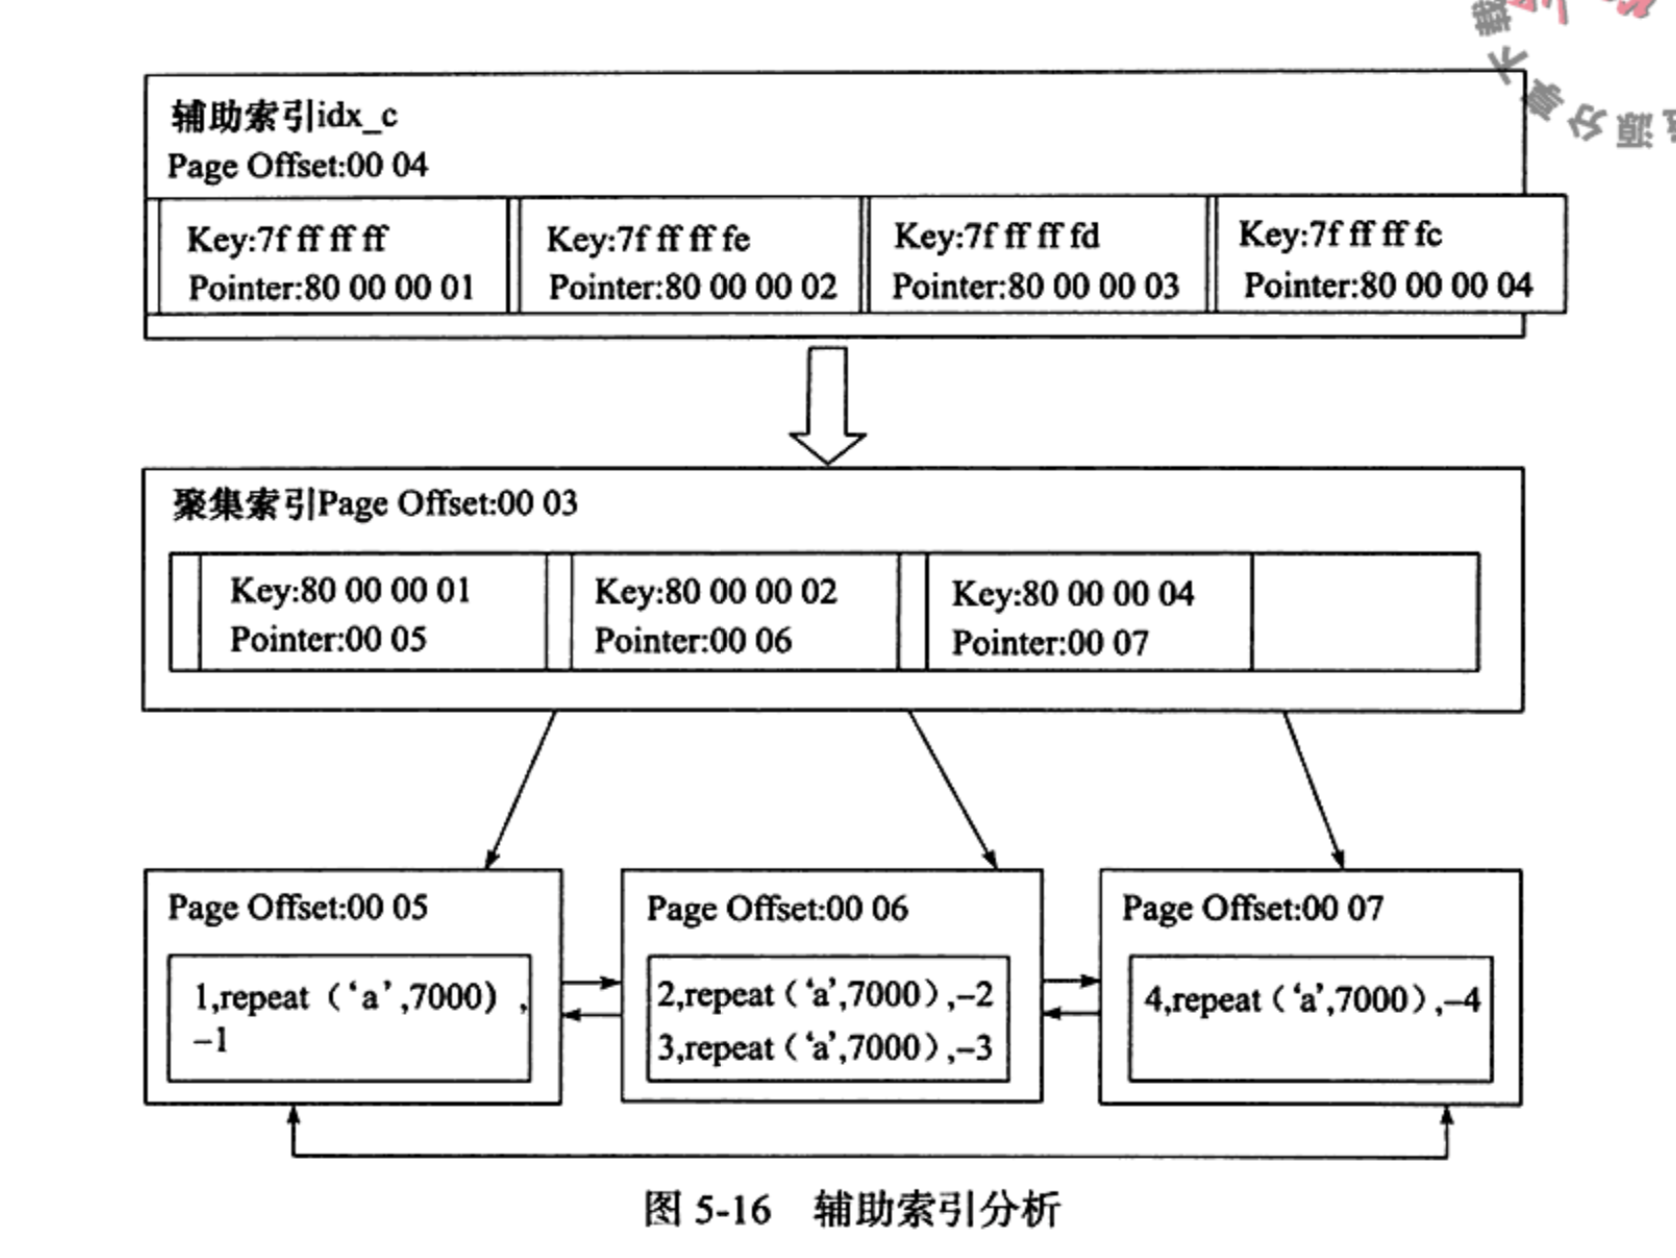 辅助索引idx_c
Page Offset:00 04
Key:7f ff ff ff
Pointer:80 00 00 01
Key:7f ff ff fe
Pointer:80 00 00 02
Key:7f ff ff fd
Pointer:80 00 00 03
Key:7f ff ff fc
Pointer:80 00 00 04
聚集索引Page Offset:00 03
Key:80 00 00 01
Pointer:00 05
Key:80 00 00 02
Pointer:00 06
Key:80 00 00 04
Pointer:00 07
Page Offset:00 05
1,repeat（‘a’,7000）,
−1
Page Offset:00 06
2,repeat（‘a’,7000）,−2
3,repeat（‘a’,7000）,−3
Page Offset:00 07
4,repeat（‘a’,7000）,−4
图 5-16 辅助索引分析
源分享不